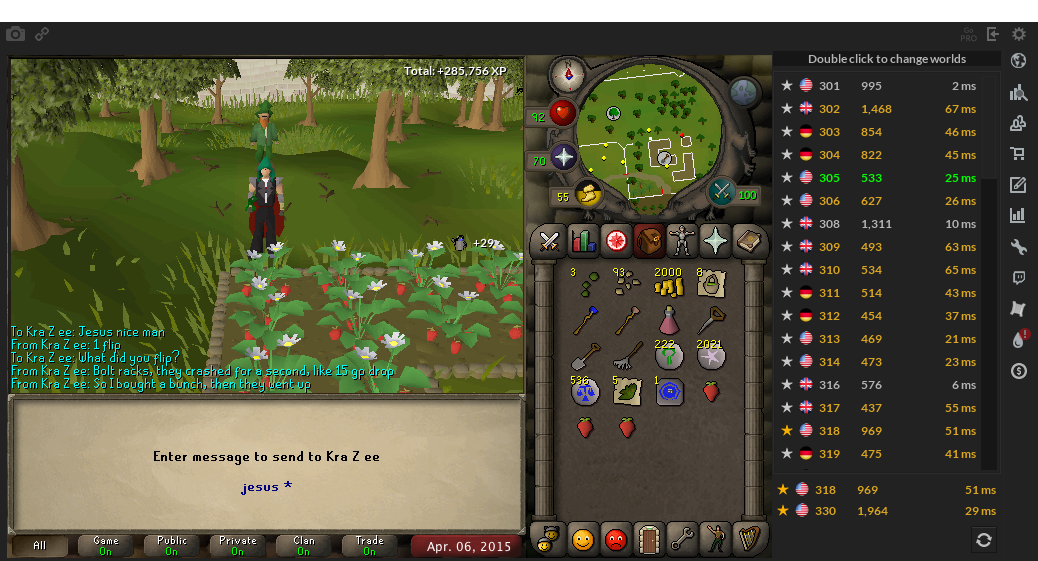 Go
PRO
Double click to change worlds
Total: +285,756 XP
N
92
70
55
100
+29
301 995 2 ms
302 1,468 67 ms
303 854 46 ms
304 822 45 ms
305 533 25 ms
306 627 26 ms
308 1,311 10 ms
309 493 63 ms
310 534 65 ms
311 514 43 ms
312 454 37 ms
313 469 21 ms
314 473 23 ms
316 576 6 ms
317 437 55 ms
318 969 51 ms
319 475 41 ms
318 969 51 ms
330 1,964 29 ms
3 93 2000 8
222 2021
536 5 1
To Kra Z ee: Jesus nice man
From Kra Z ee: 1 flip
To Kra Z ee: What did you flip?
From Kra Z ee: Bolt racks, they crashed for a second, like 15 gp drop
From Kra Z ee: So I bought a bunch, then they went up
Enter message to send to Kra Z ee
jesus *
All
Game
On
Public
On
Private
On
Clan
On
Trade
On
Apr. 06, 2015